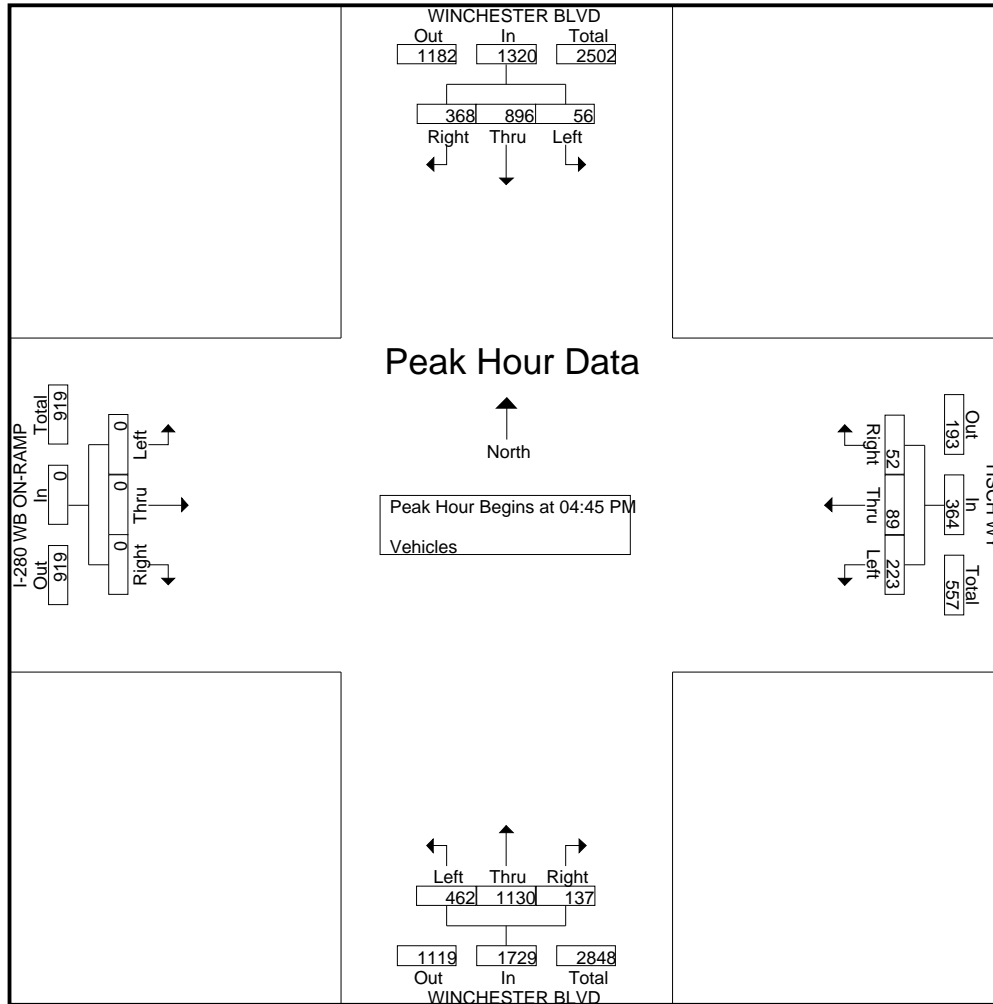 WINCHESTER BLVD
Out In Total
1182 1320 2502
368 896 56
Right Thru Left
Peak Hour Data
North
Peak Hour Begins at 04:45 PM
Vehicles
I-280 WB ON-RAMP
Total In Out
919 0 919
0 0 0
Left Thru Right
Right Thru Left
52 89 223
Out In Total
193 364 557
Left Thru Right
462 1130 137
1119 1729 2848
Out In Total
WINCHESTER BLVD